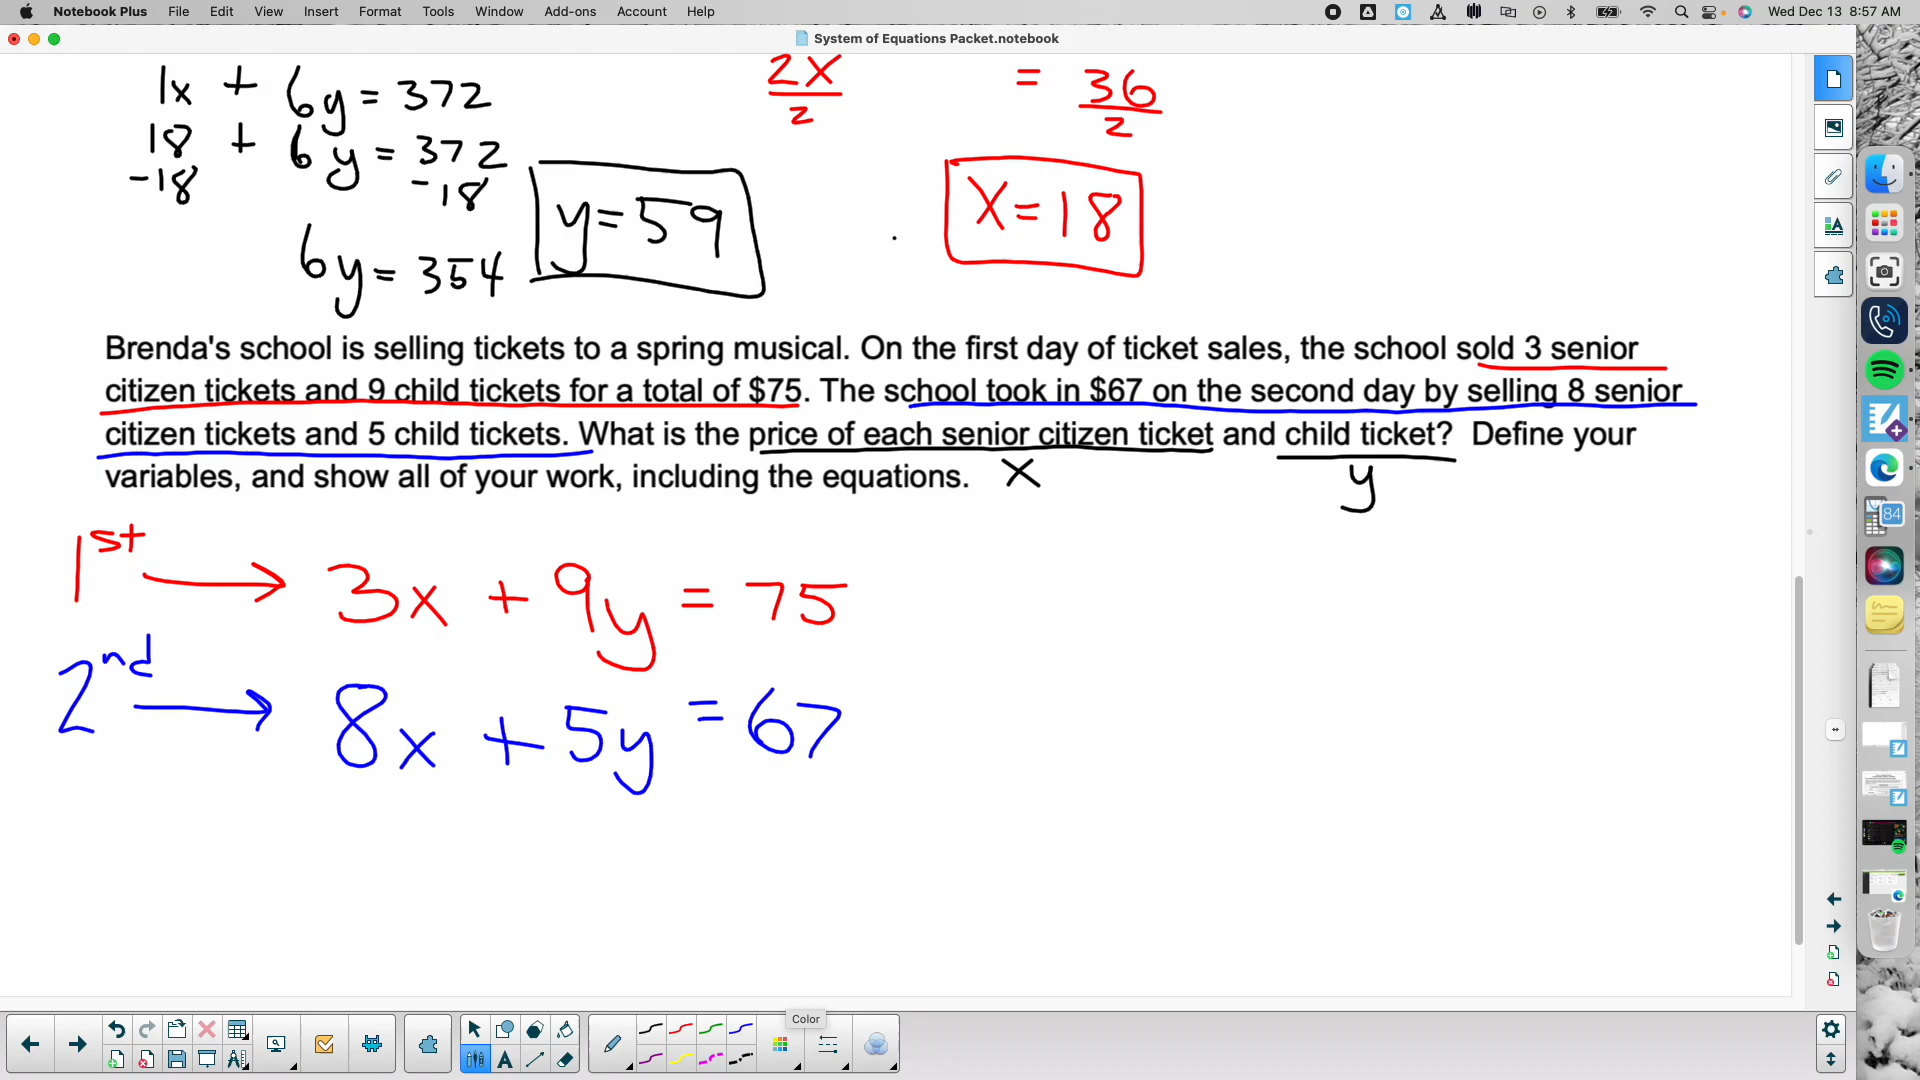 Notebook Plus File Edit View Insert Format Tools Window Add-ons Account Help Wed Dec 13 8:57 AM
System of Equations Packet.notebook
1x + 6y = 372
18 + 6y = 372
-18 -18
6y = 354
y=59
2x = 36
2 2
x=18
Brenda's school is selling tickets to a spring musical. On the first day of ticket sales, the school sold 3 senior
citizen tickets and 9 child tickets for a total of $75. The school took in $67 on the second day by selling 8 senior
citizen tickets and 5 child tickets. What is the price of each senior citizen ticket and child ticket? Define your
variables, and show all of your work, including the equations. x y
1st → 3x + 9y = 75
2nd → 8x + 5y = 67
Color
A
84